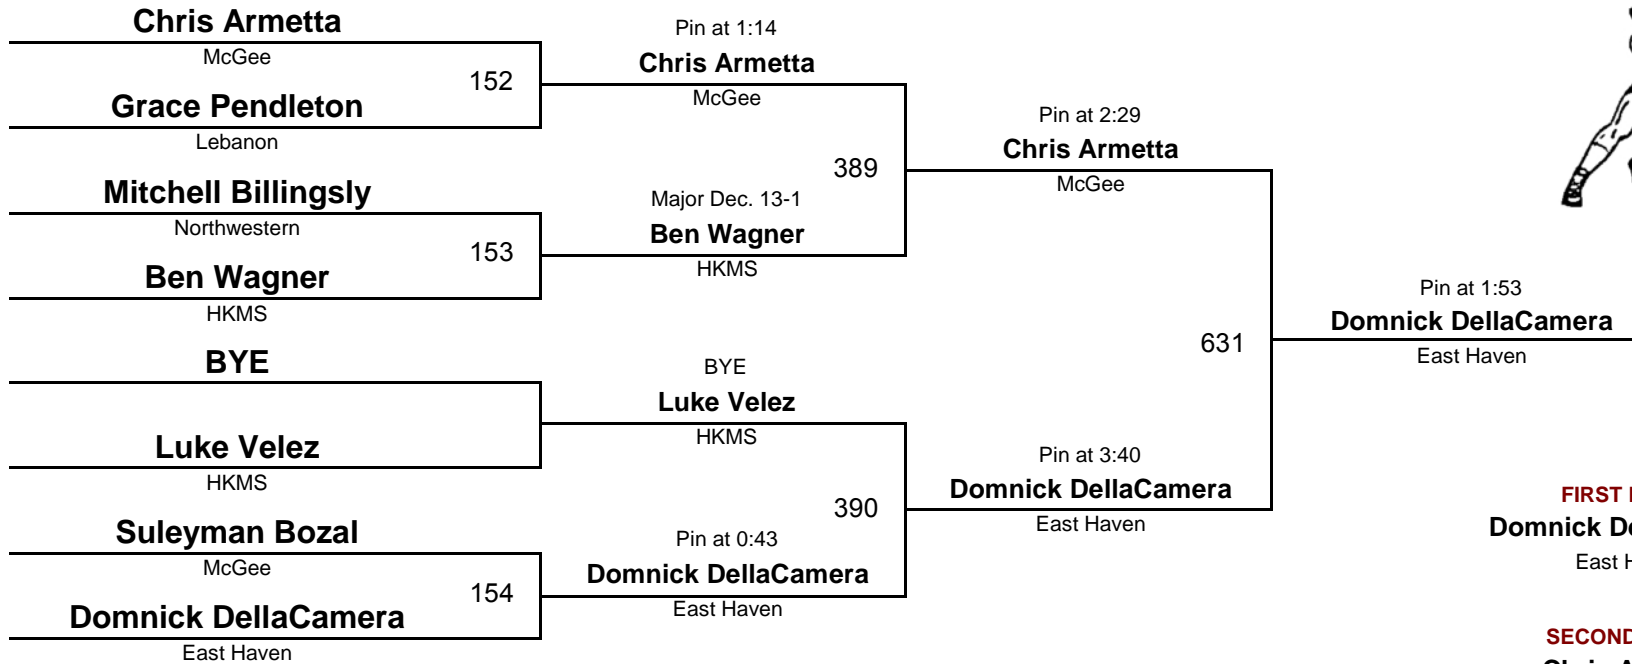 Chris Armetta
McGee
152
Grace Pendleton
Lebanon
Mitchell Billingsly
Northwestern
153
Ben Wagner
HKMS
BYE
Luke Velez
HKMS
Suleyman Bozal
McGee
154
Domnick DellaCamera
East Haven
Pin at 1:14
Chris Armetta
McGee
389
Major Dec. 13-1
Ben Wagner
HKMS
BYE
Luke Velez
HKMS
390
Pin at 0:43
Domnick DellaCamera
East Haven
Pin at 2:29
Chris Armetta
McGee
631
Pin at 3:40
Domnick DellaCamera
East Haven
Pin at 1:53
Domnick DellaCamera
East Haven
FIRST
Domnick
East
SECOND